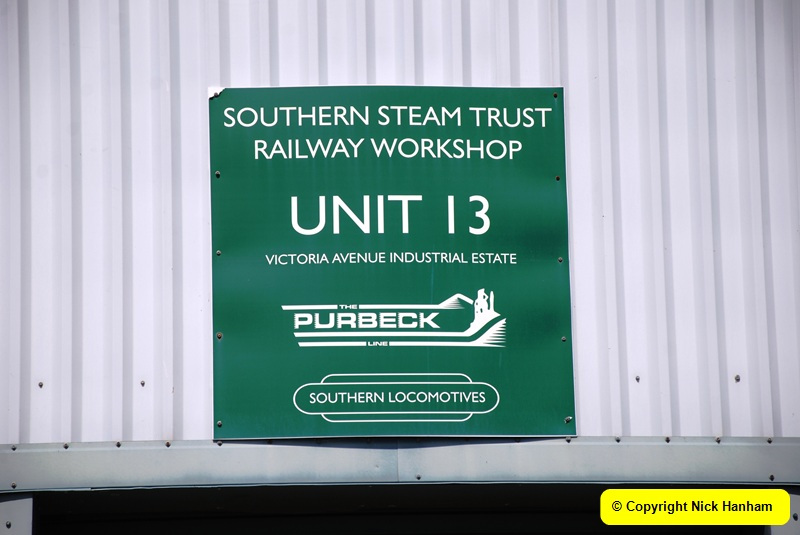 SOUTHERN STEAM TRUST
RAILWAY WORKSHOP
UNIT 13
VICTORIA AVENUE INDUSTRIAL ESTATE
THE
PURBECK
LINE
SOUTHERN LOCOMOTIVES
© Copyright Nick Hanham